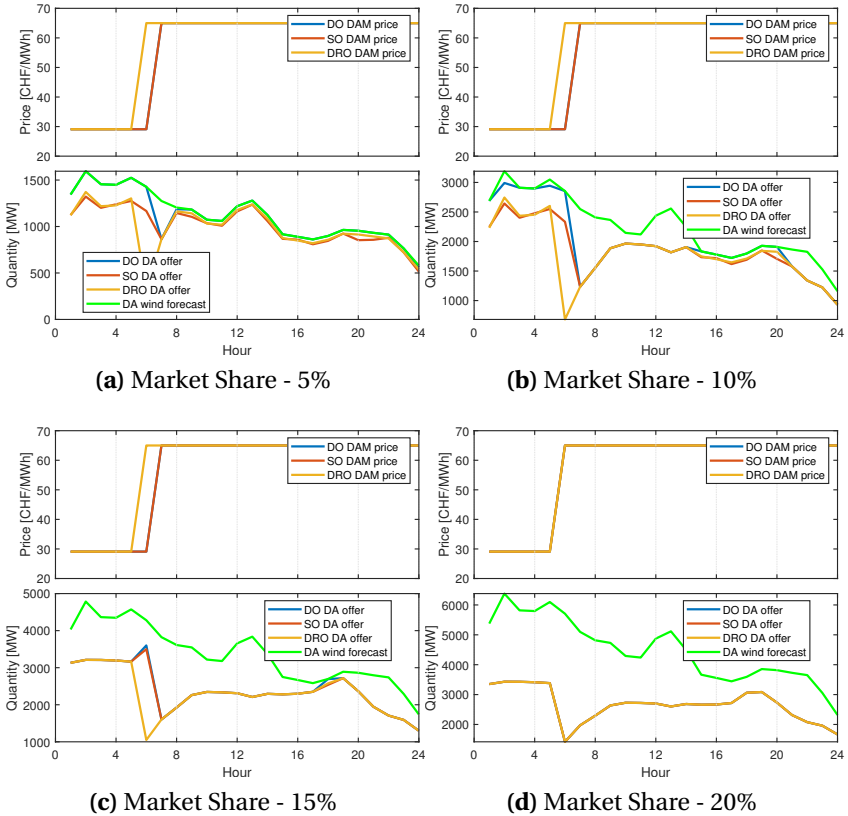 70
60
50
40
30
20
Price [CHF/MWh]
DO DAM price
SO DAM price
DRO DAM price
1500
1000
500
0
Quantity [MW]
DO DA offer
SO DA offer
DRO DA offer
DA wind forecast
0 4 8 12 16 20 24
Hour
(a) Market Share - 5%
70
60
50
40
30
20
Price [CHF/MWh]
DO DAM price
SO DAM price
DRO DAM price
3000
2500
2000
1500
1000
Quantity [MW]
DO DA offer
SO DA offer
DRO DA offer
DA wind forecast
0 4 8 12 16 20 24
Hour
(b) Market Share - 10%
70
60
50
40
30
20
Price [CHF/MWh]
DO DAM price
SO DAM price
DRO DAM price
5000
4000
3000
2000
1000
Quantity [MW]
DO DA offer
SO DA offer
DRO DA offer
DA wind forecast
0 4 8 12 16 20 24
Hour
(c) Market Share - 15%
70
60
50
40
30
20
Price [CHF/MWh]
DO DAM price
SO DAM price
DRO DAM price
6000
5000
4000
3000
2000
Quantity [MW]
DO DA offer
SO DA offer
DRO DA offer
DA wind forecast
0 4 8 12 16 20 24
Hour
(d) Market Share - 20%